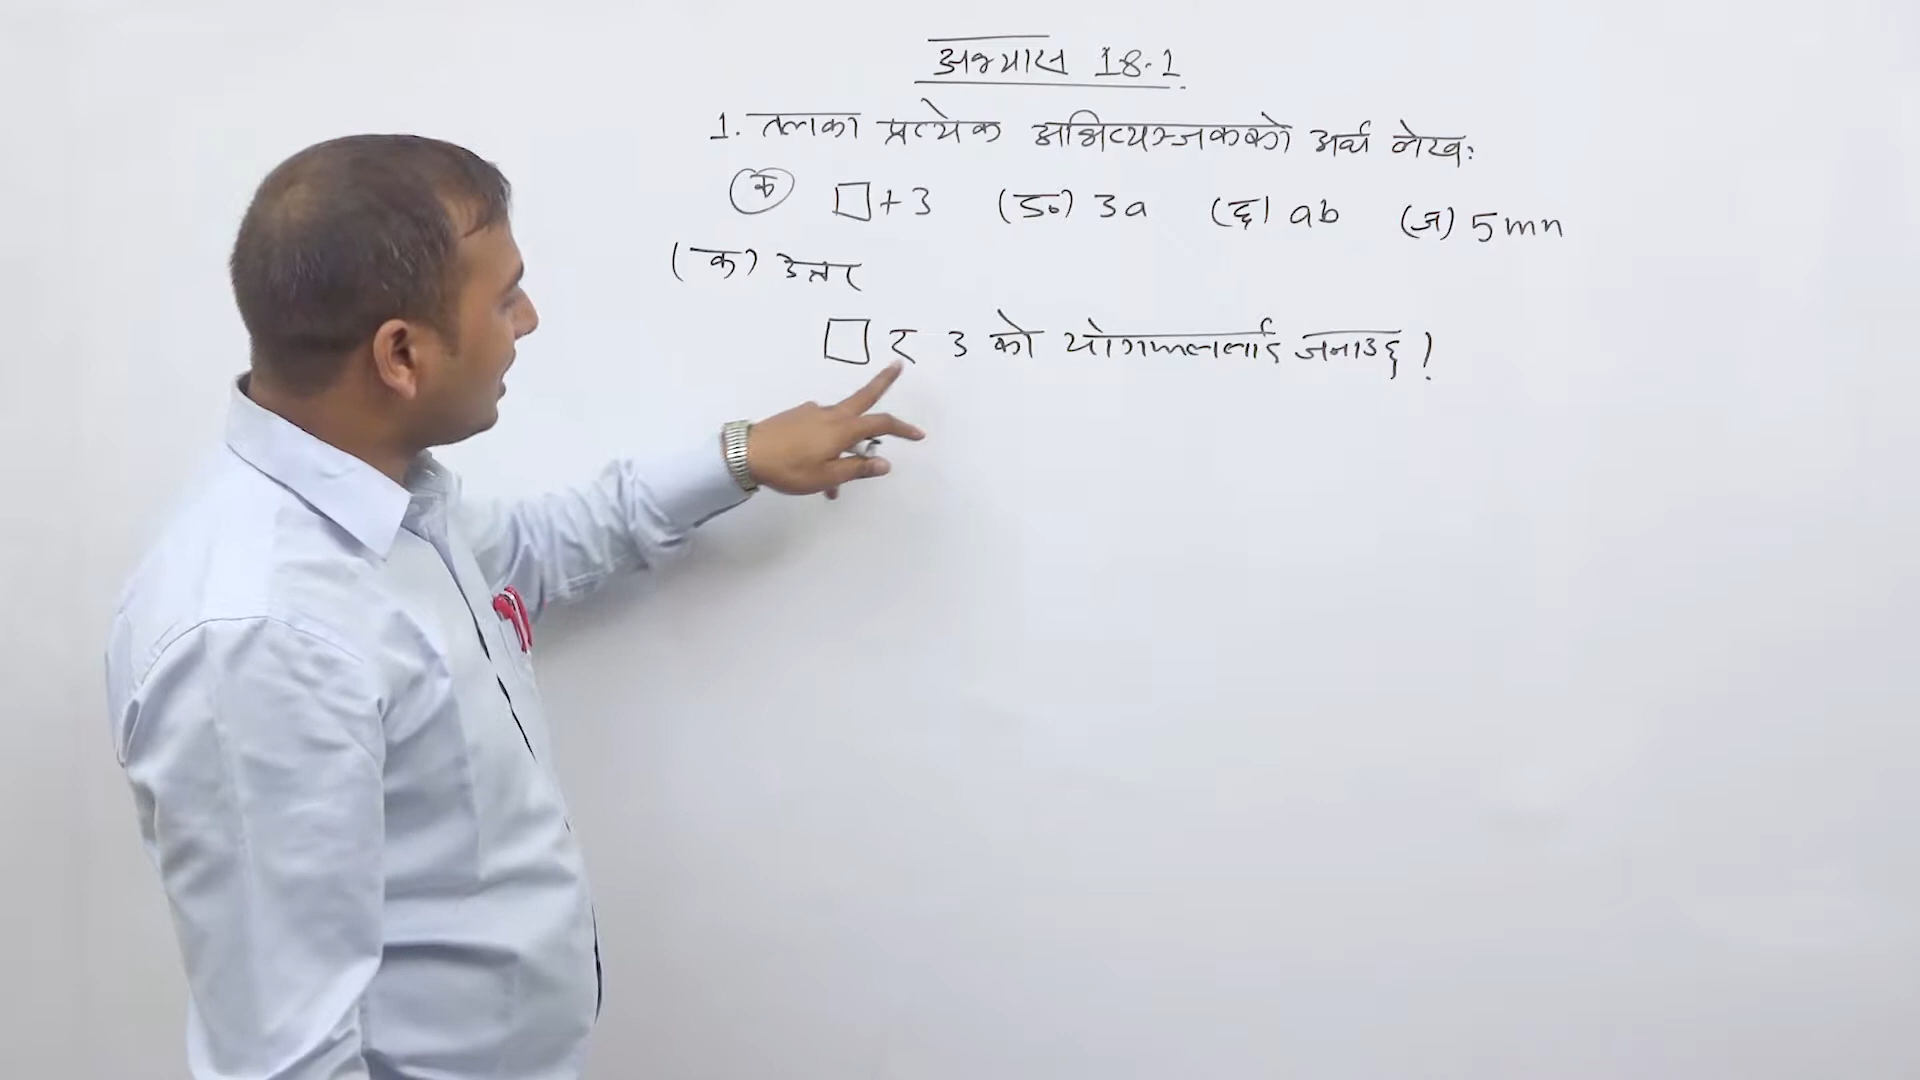 अभ्यास 18.1
1. तलका प्रत्येक अभिव्यञ्जकको अर्थ लेख:
क □+3 (ङ) 3a (छ) ab (ज) 5mn
(क) उत्तर
□ र 3 को योगफललाई जनाउछ ।